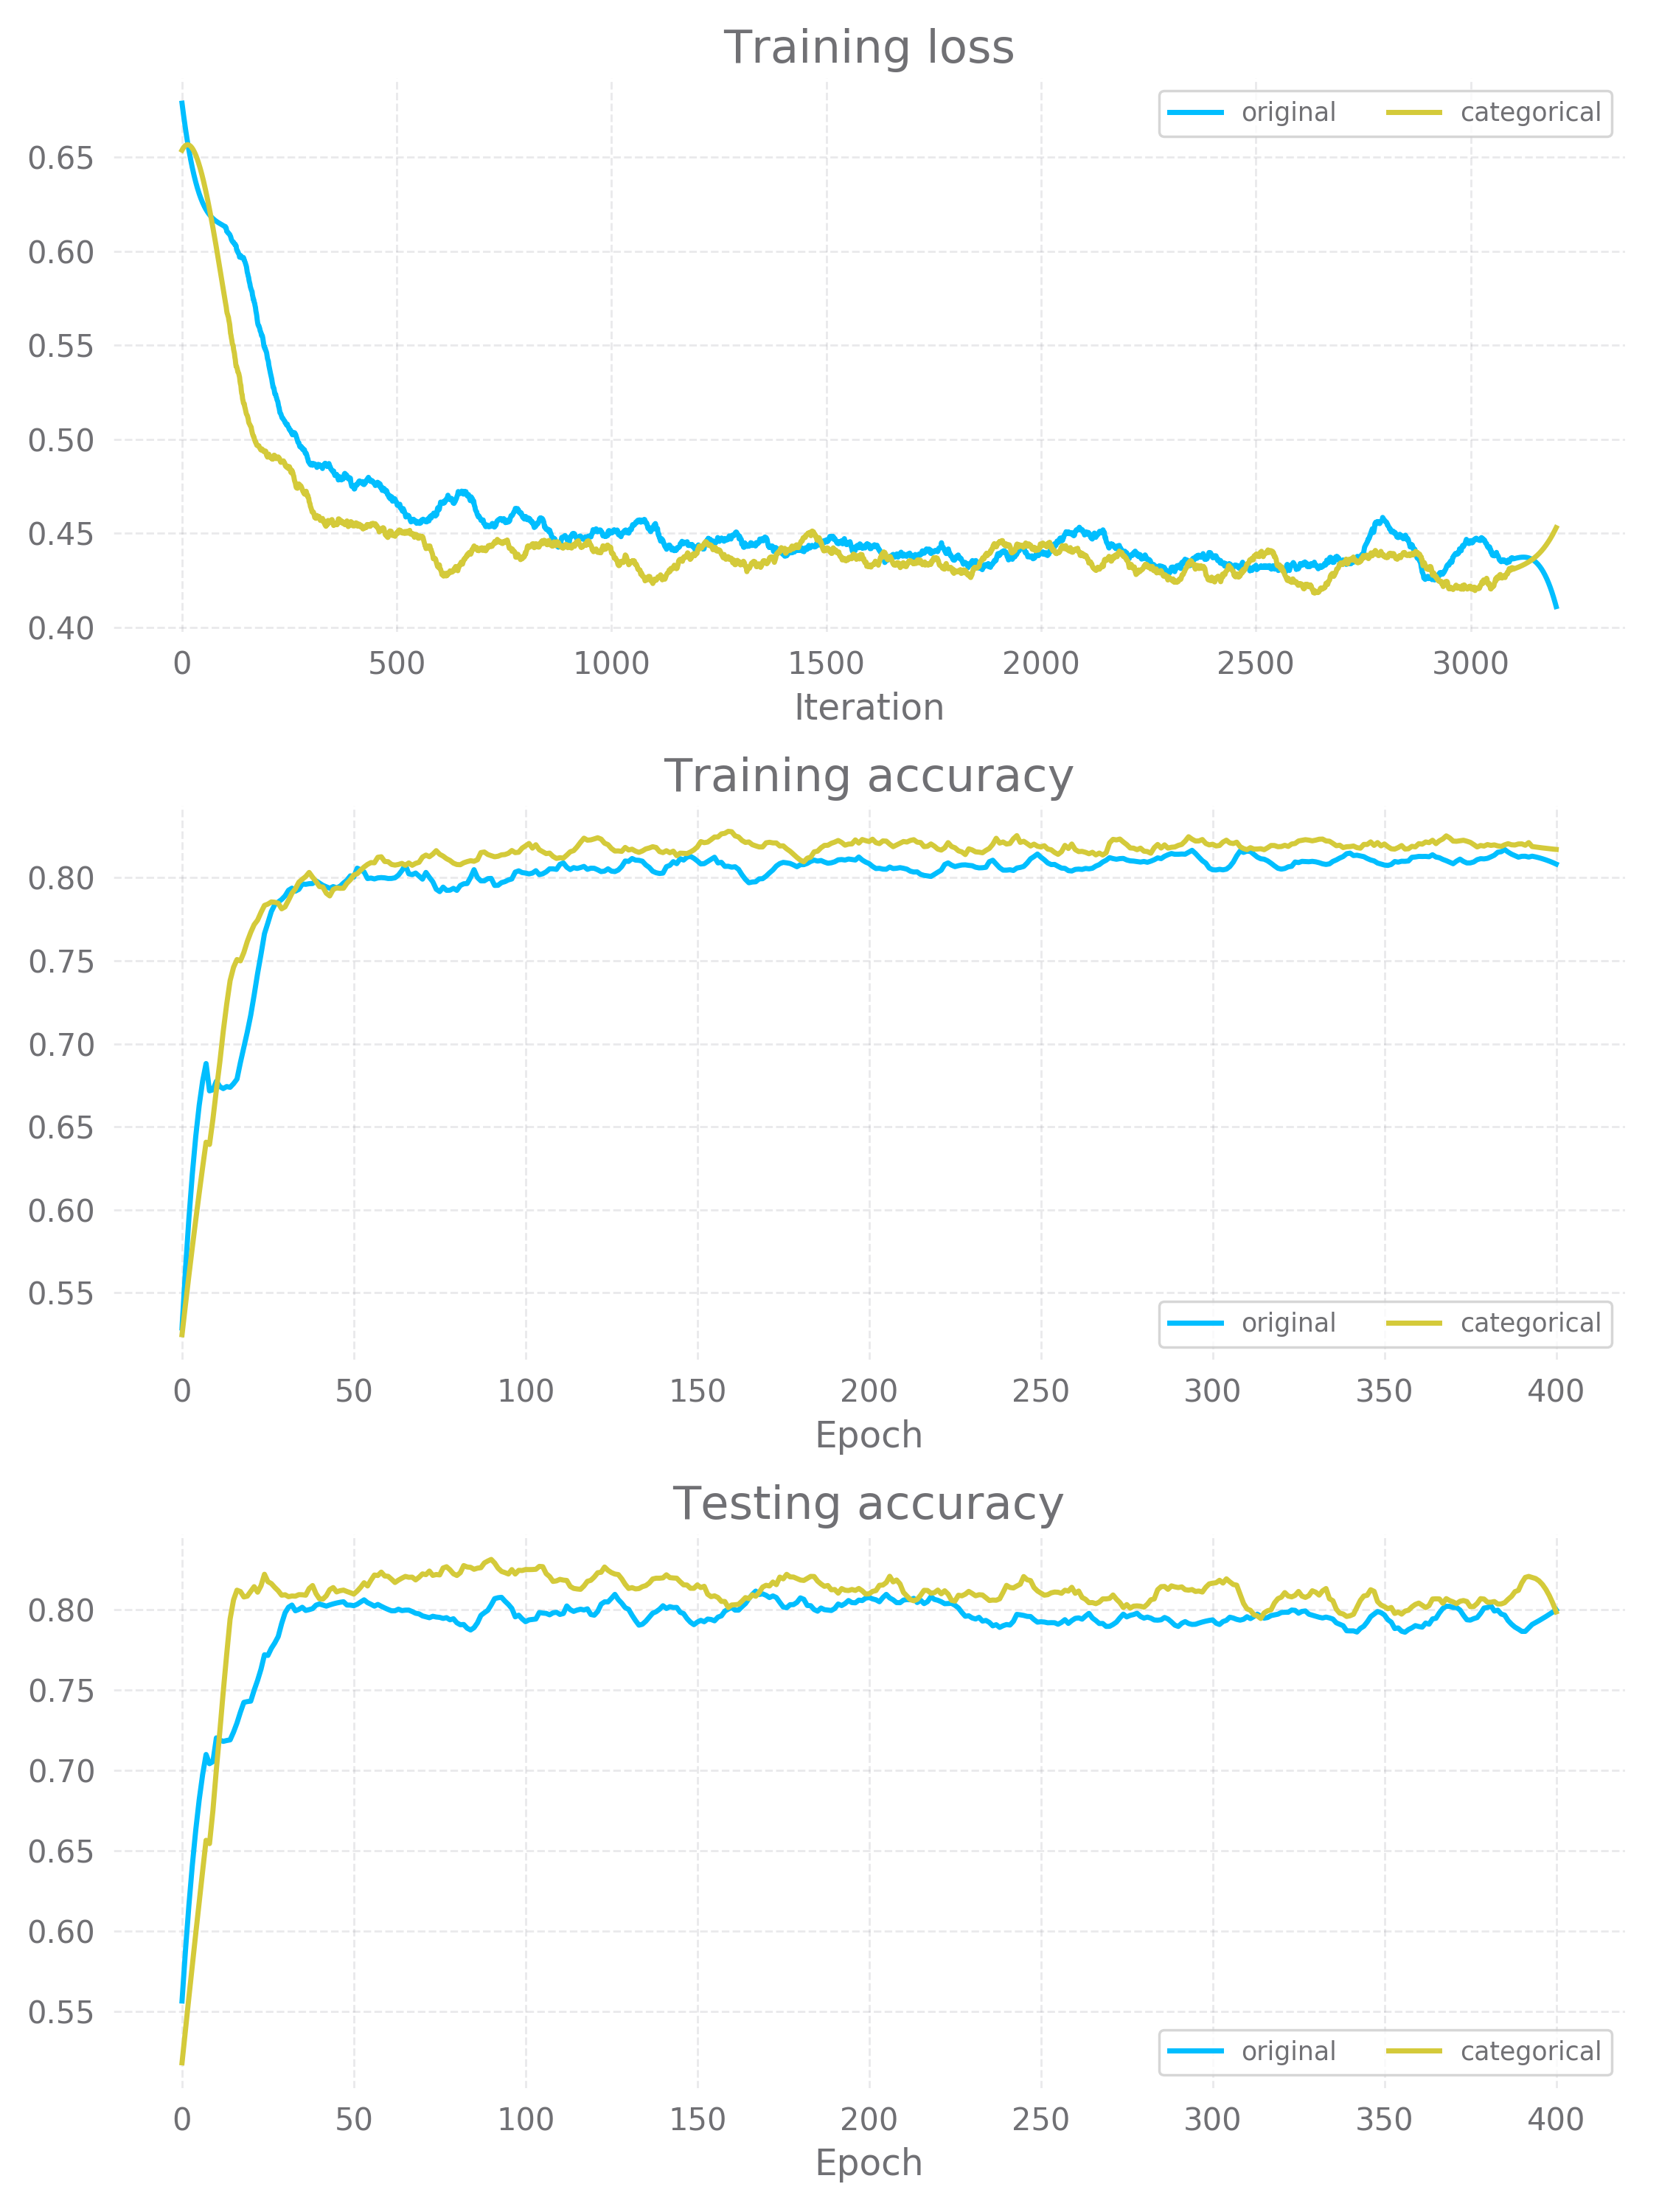 Training loss
original categorical
0.65
0.60
0.55
0.50
0.45
0.40
0 500 1000 1500 2000 2500 3000
Iteration
Training accuracy
0.80
0.75
0.70
0.65
0.60
0.55
original categorical
0 50 100 150 200 250 300 350 400
Epoch
Testing accuracy
0.80
0.75
0.70
0.65
0.60
0.55
original categorical
0 50 100 150 200 250 300 350 400
Epoch